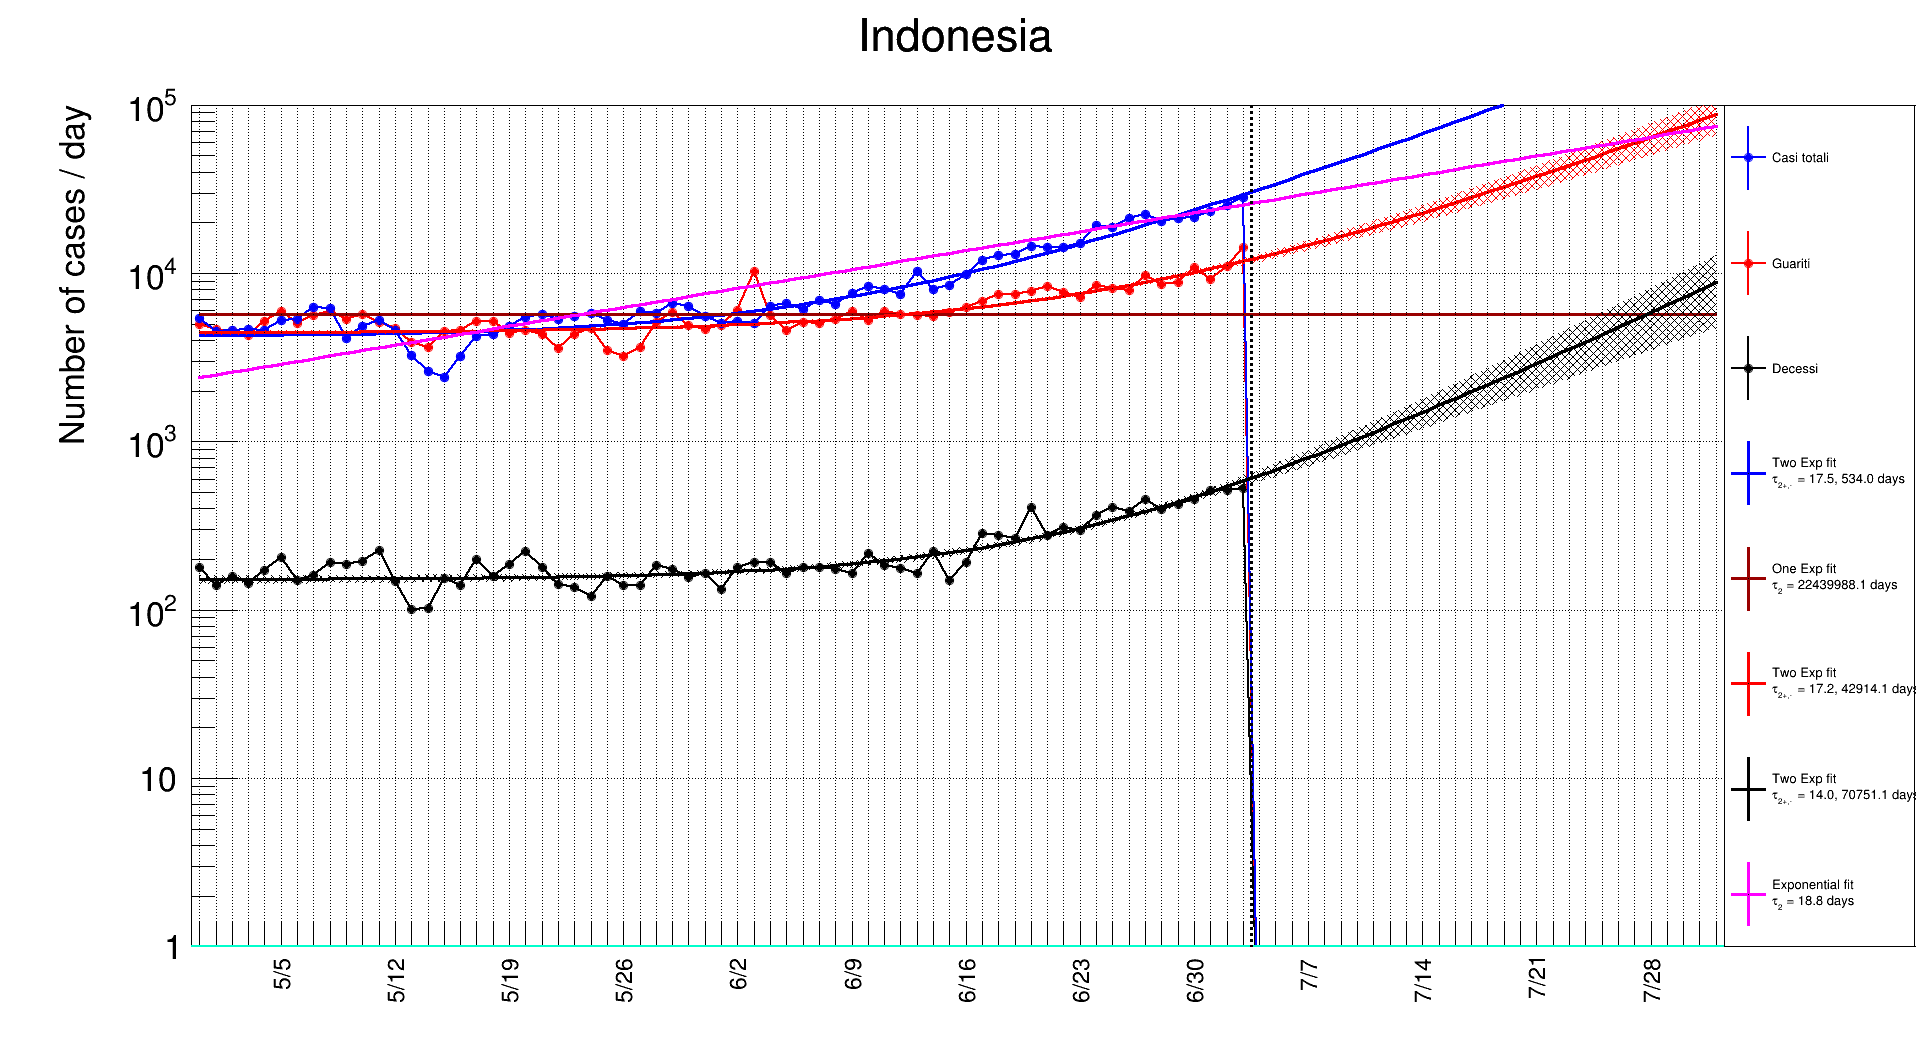 Indonesia
Number of cases / day
10^5
10^4
10^3
10^2
10
1
5/5
5/12
5/19
5/26
6/2
6/9
6/16
6/23
6/30
7/7
7/14
7/21
7/28
Casi totali
Guariti
Decessi
Two Exp fit
τ2+,- = 17.5, 534.0 days
One Exp fit
τ2 = 22439988.1 days
Two Exp fit
τ2+,- = 17.2, 42914.1 days
Two Exp fit
τ2+,- = 14.0, 70751.1 days
Exponential fit
τ2 = 18.8 days